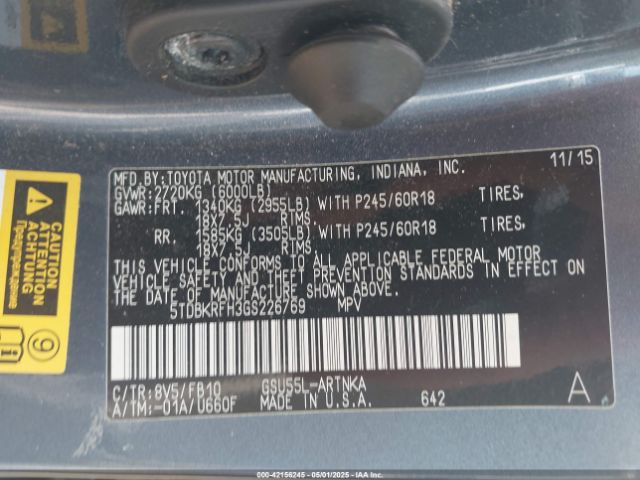 MFD.BY:TOYOTA MOTOR MANUFACTURING, INDIANA, INC. 11/15
GVWR:2720KG (6000LB)
GAWR:FRT. 1340KG (2955LB) WITH P245/60R18 TIRES,
18X7.5J RIMS.
RR. 1585KG (3505LB) WITH P245/60R18 TIRES,
18X7.5J RIMS.
THIS VEHICLE CONFORMS TO ALL APPLICABLE FEDERAL MOTOR
VEHICLE SAFETY AND THEFT PREVENTION STANDARDS IN EFFECT ON
THE DATE OF MANUFACTURE SHOWN ABOVE.
5TDBKRFH3GS226769 MPV
C/TR:8V5/FB10 GSU55L-ARTNKA
A/TM:-01A/U660F MADE IN U.S.A. 642 A
ATTENTION
ACHTUNG
9
000-42156245 - 05/01/2025 - IAA